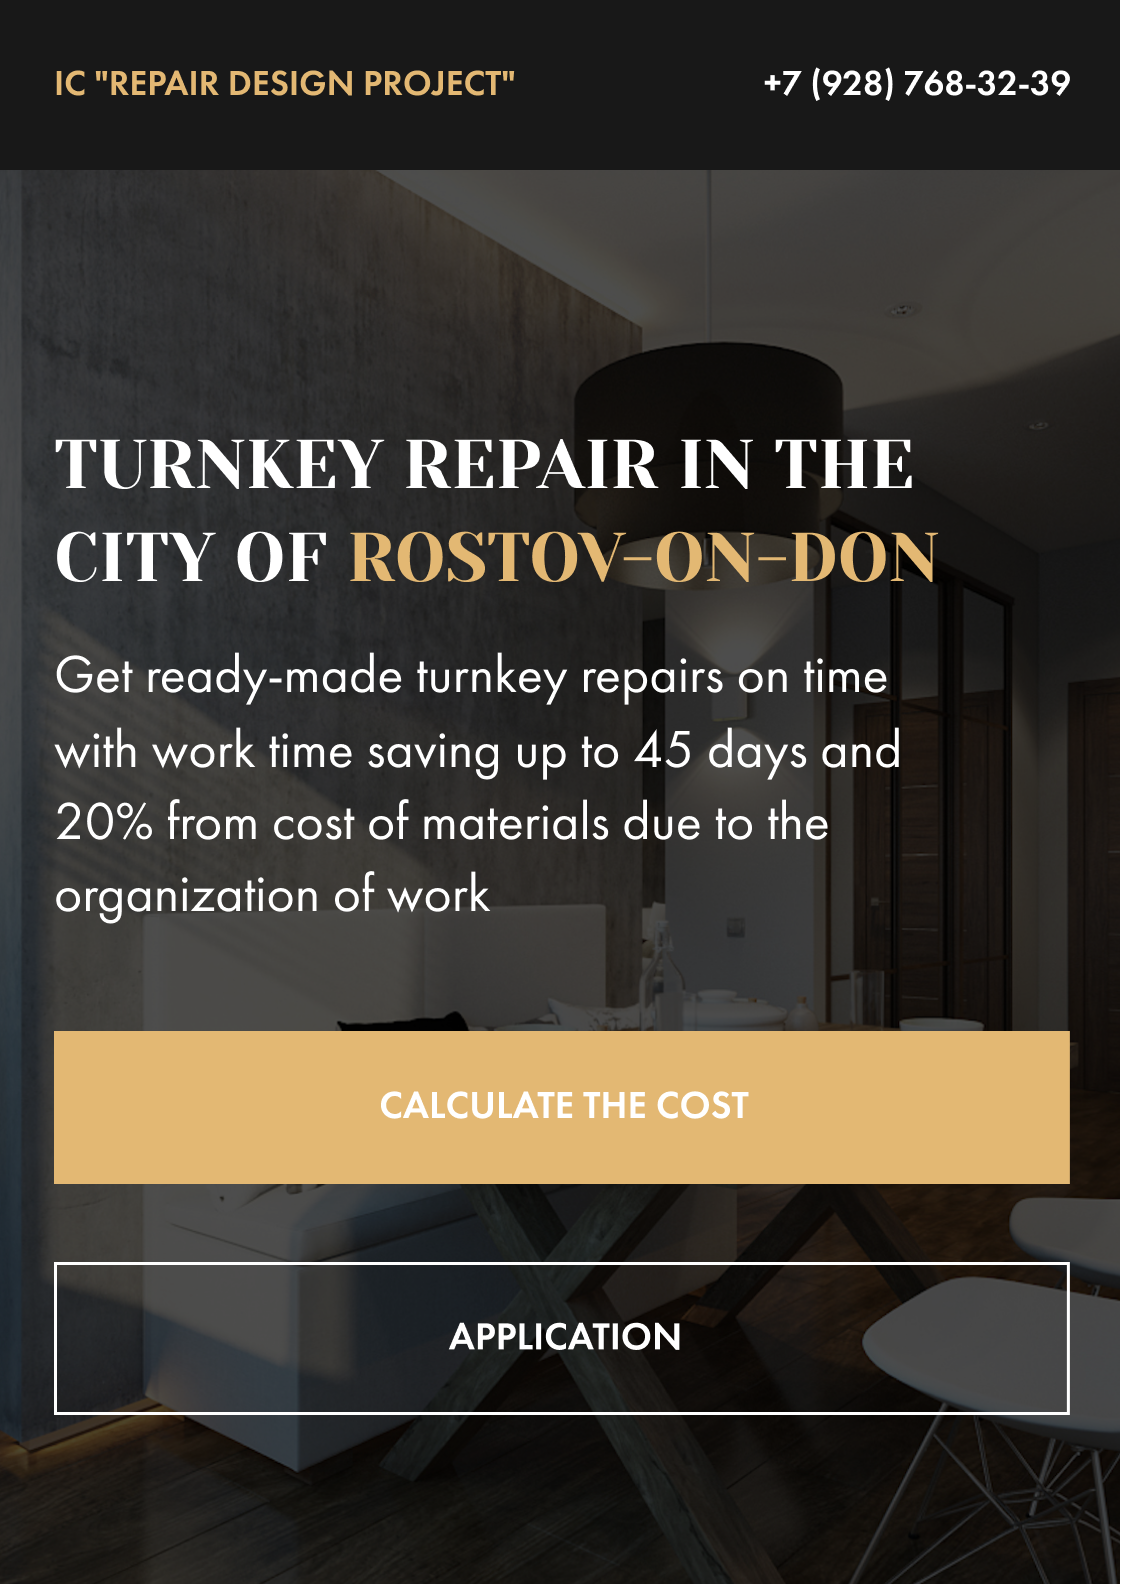 IC "REPAIR DESIGN PROJECT"
+7 (928) 768-32-39
TURNKEY REPAIR IN THE
CITY OF ROSTOV-ON-DON
Get ready-made turnkey repairs on time
with work time saving up to 45 days and
20% from cost of materials due to the
organization of work
CALCULATE THE COST
APPLICATION